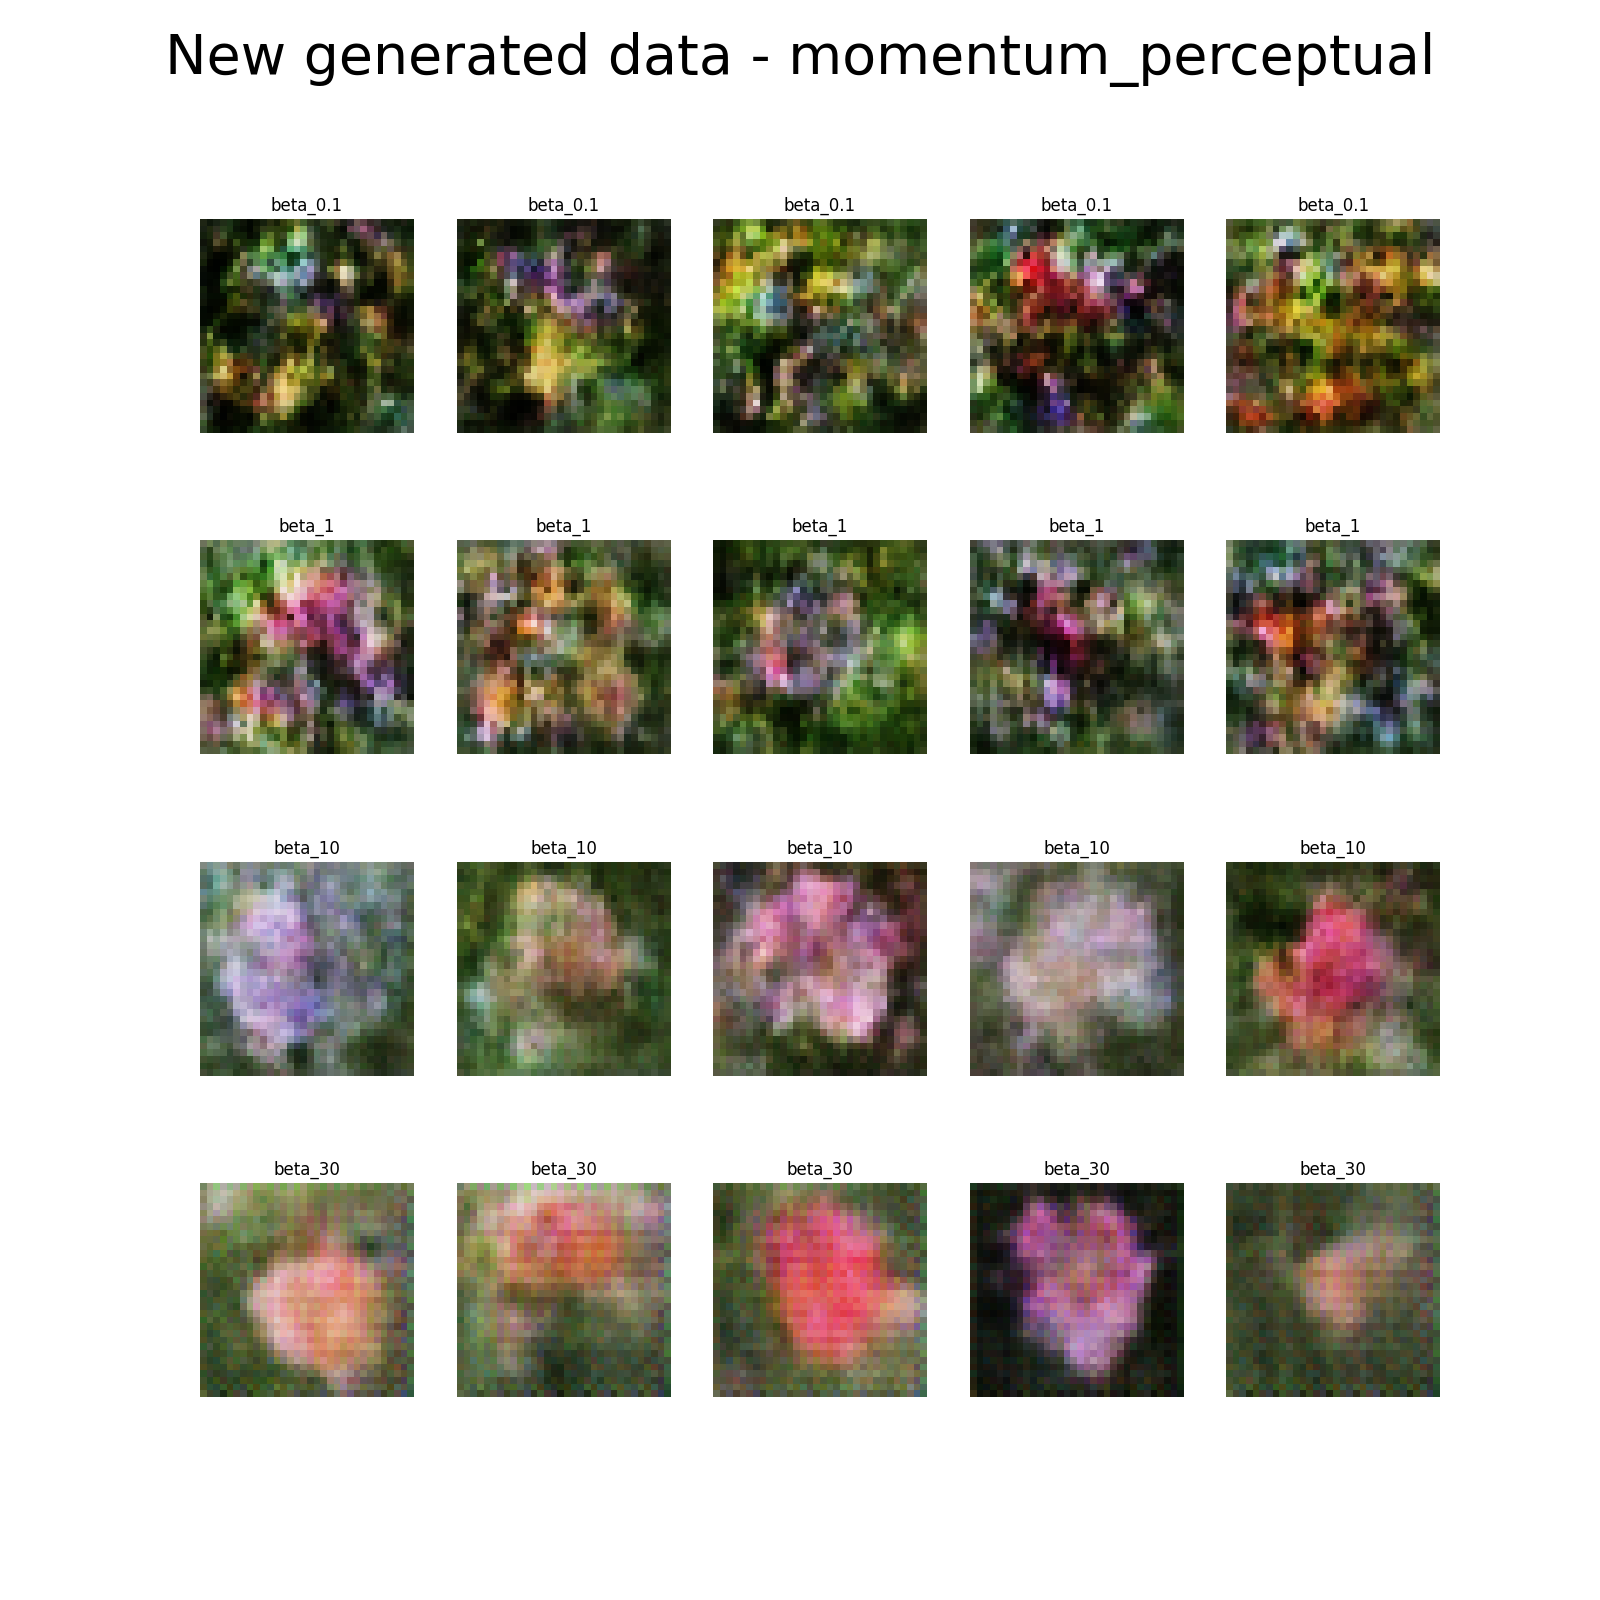 New generated data - momentum_perceptual
beta_0.1 beta_0.1 beta_0.1 beta_0.1 beta_0.1
beta_1 beta_1 beta_1 beta_1 beta_1
beta_10 beta_10 beta_10 beta_10 beta_10
beta_30 beta_30 beta_30 beta_30 beta_30